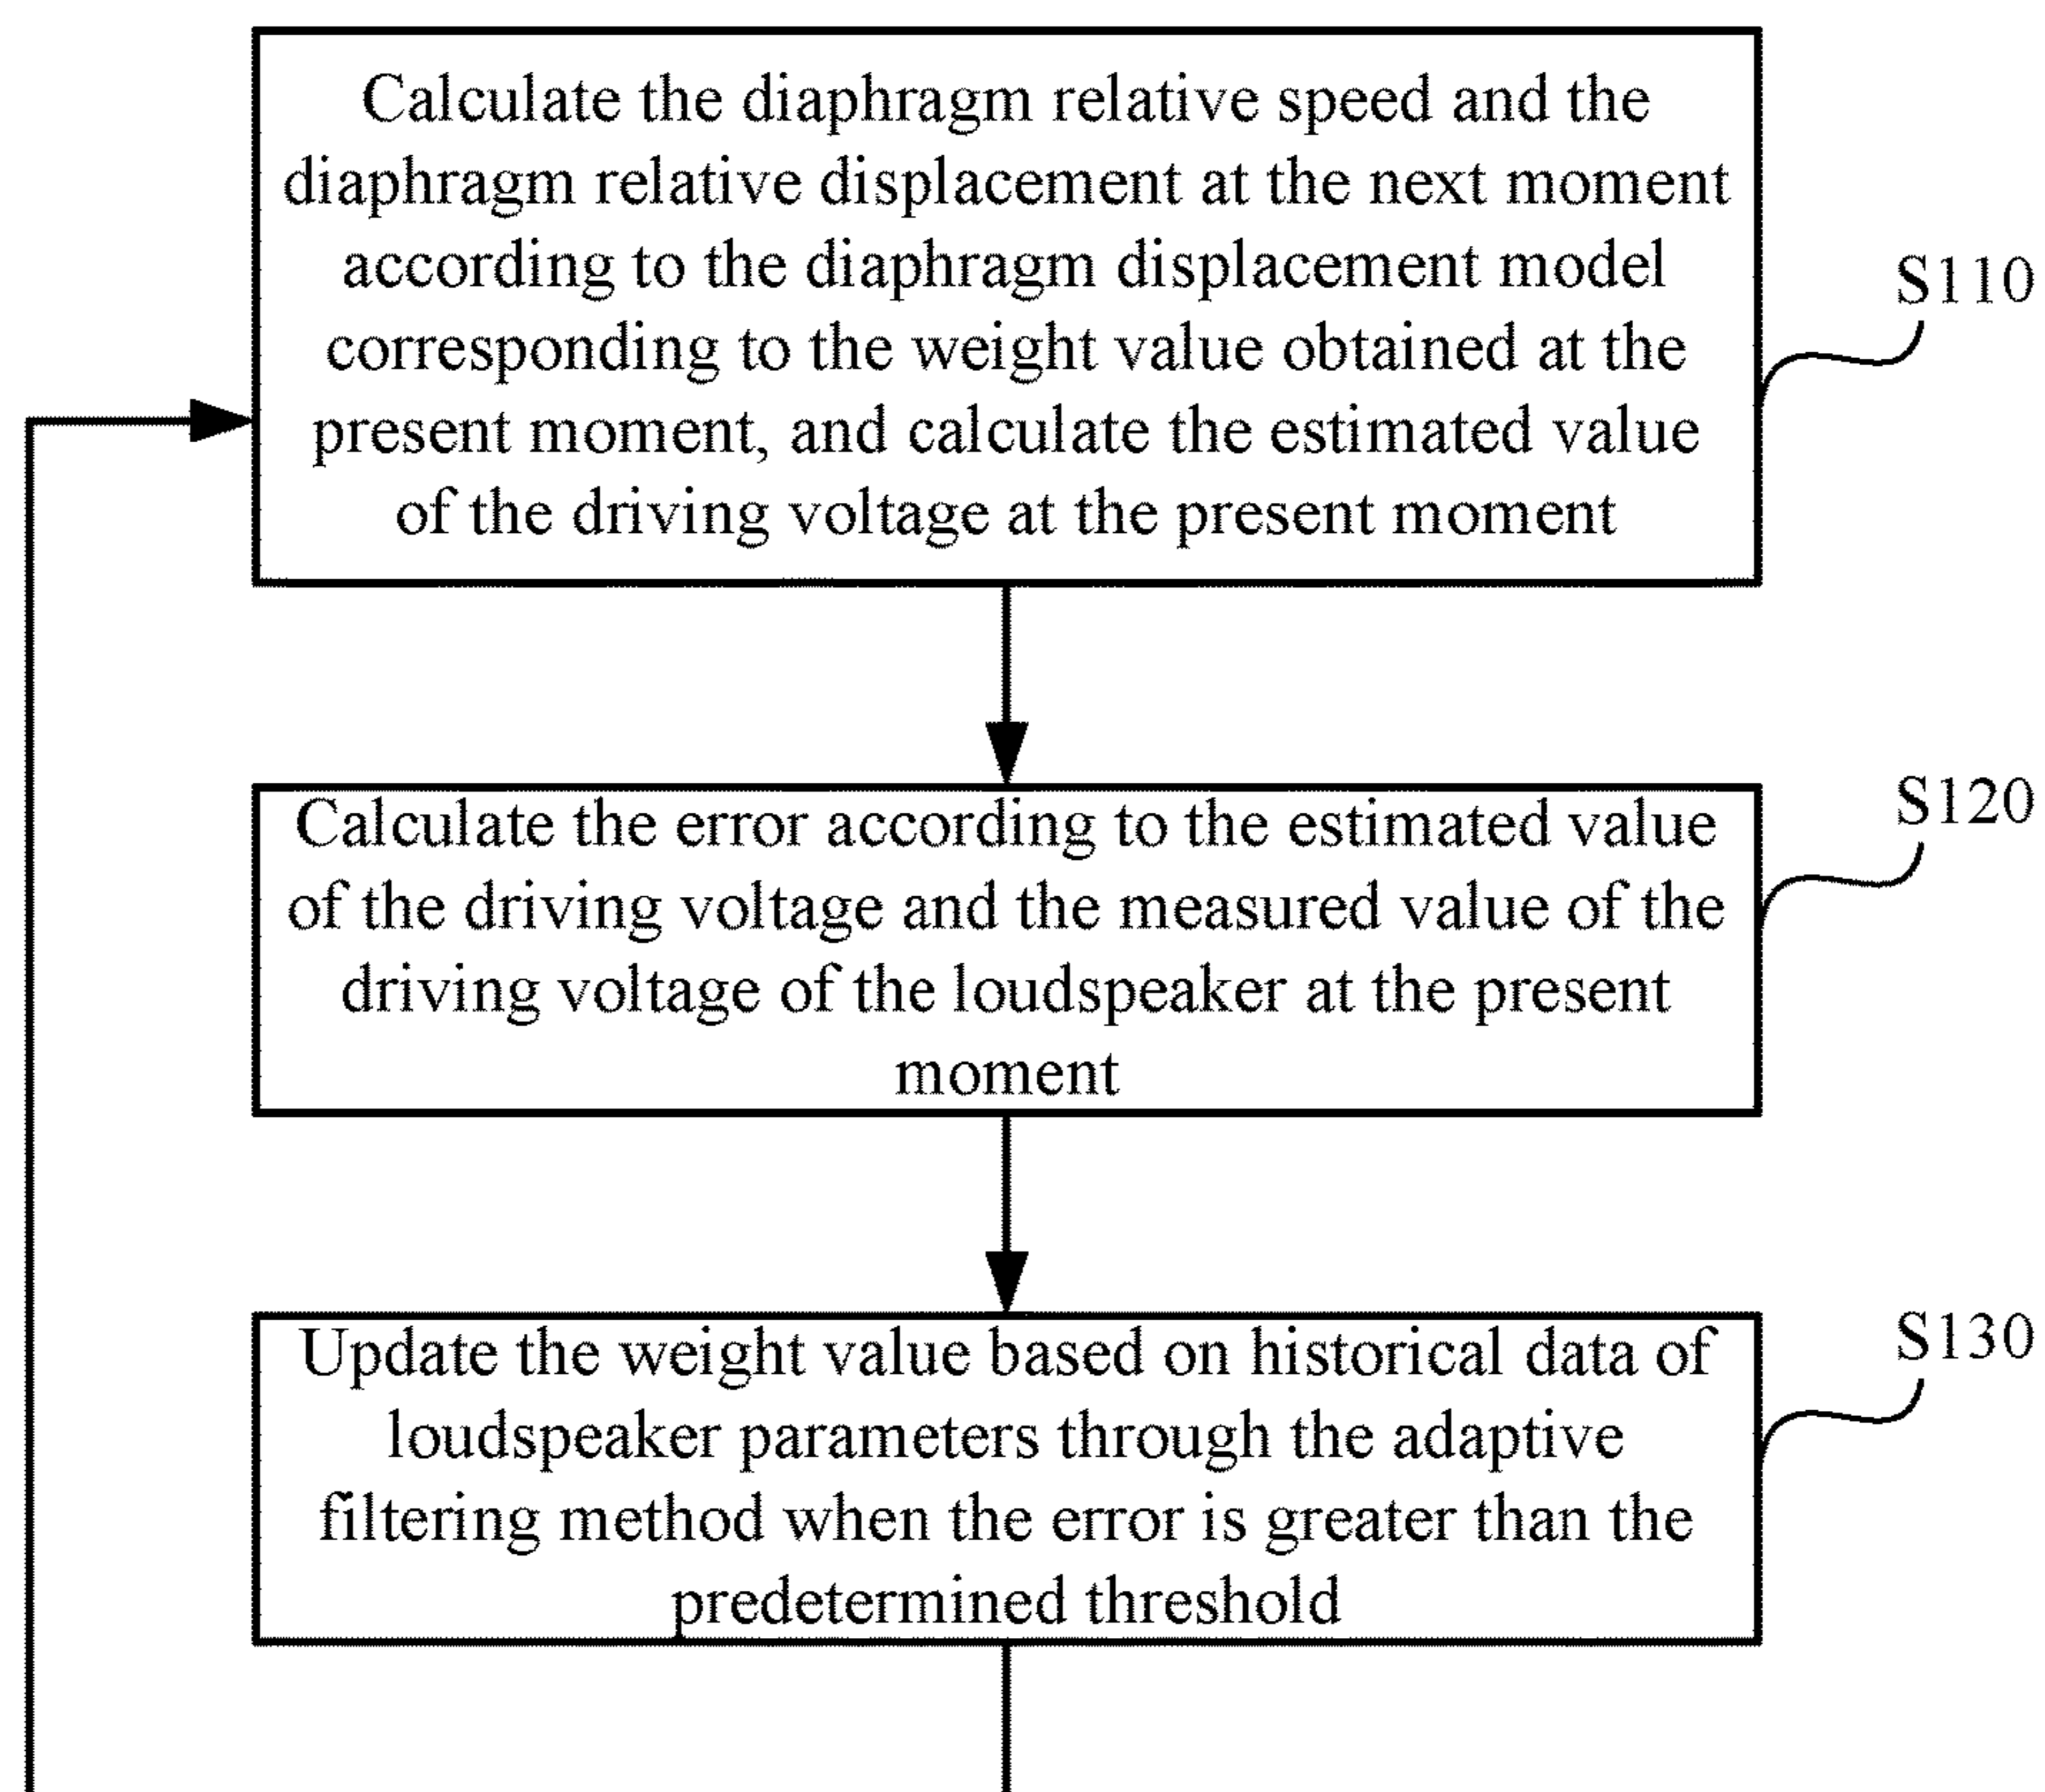 Calculate the diaphragm relative speed and the
diaphragm relative displacement at the next moment
according to the diaphragm displacement model
corresponding to the weight value obtained at the
present moment, and calculate the estimated value
of the driving voltage at the present moment
S110
Calculate the error according to the estimated value
of the driving voltage and the measured value of the
driving voltage of the loudspeaker at the present
moment
S120
Update the weight value based on historical data of
loudspeaker parameters through the adaptive
filtering method when the error is greater than the
predetermined threshold
S130